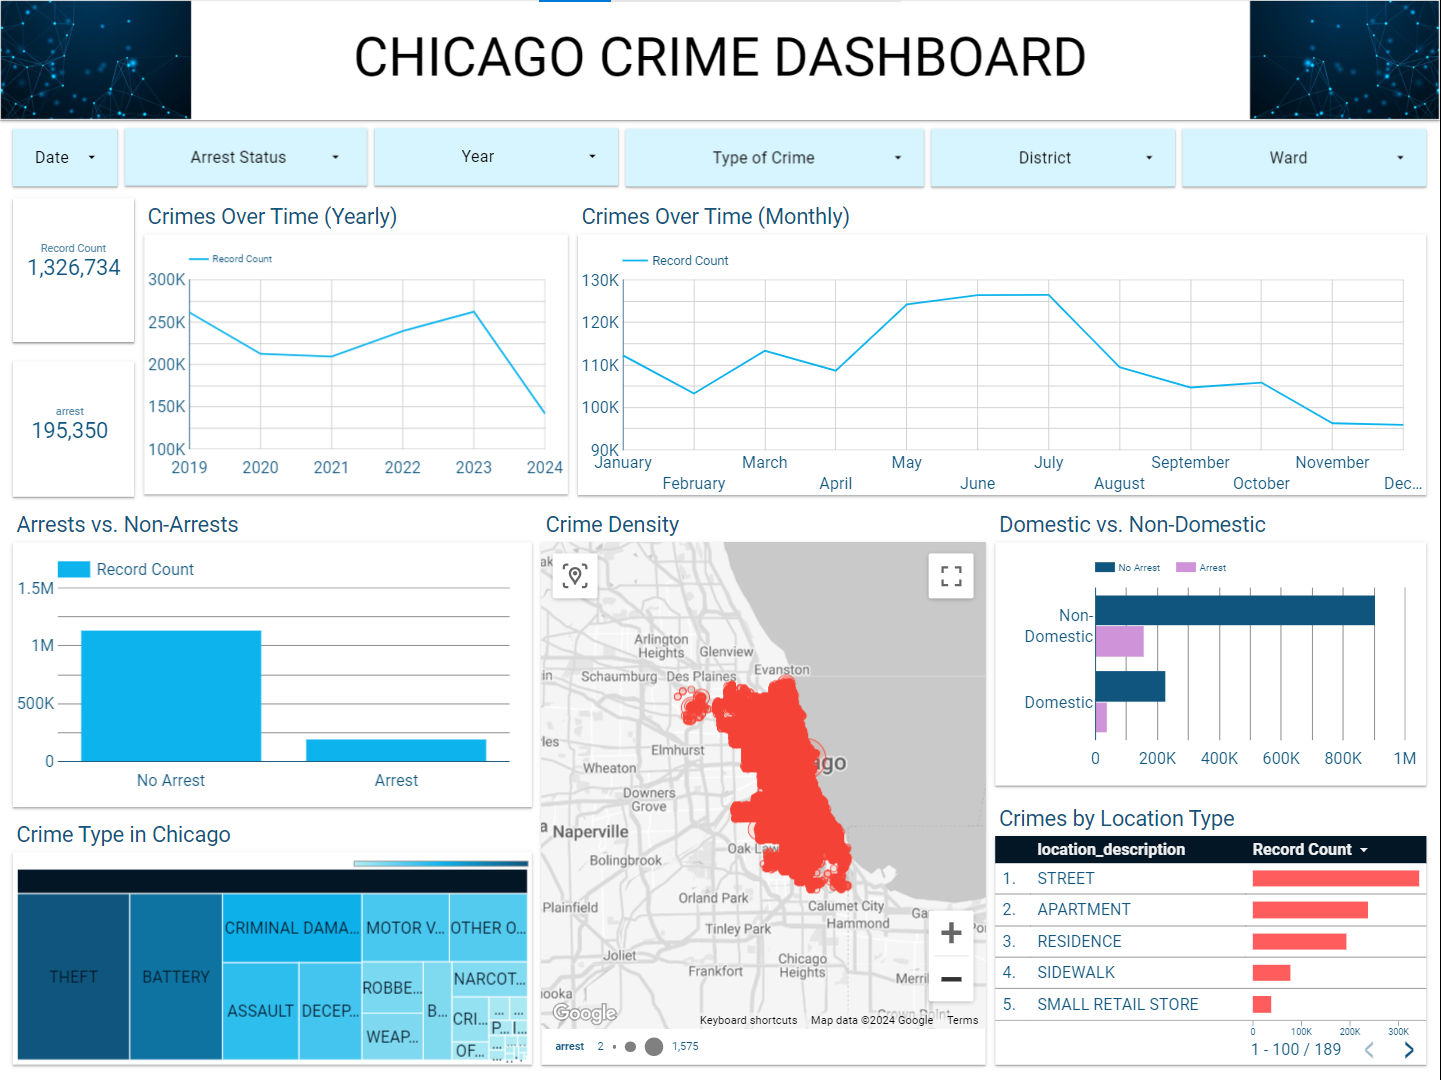 CHICAGO CRIME DASHBOARD
Date
Arrest Status
Year
Type of Crime
District
Ward
Record Count
1,326,734
arrest
195,350
Crimes Over Time (Yearly)
Record Count
300K
250K
200K
150K
100K
2019 2020 2021 2022 2023 2024
Crimes Over Time (Monthly)
Record Count
130K
120K
110K
100K
90K
January March May July September November
February April June August October Dec...
Arrests vs. Non-Arrests
Record Count
1.5M
1M
500K
0
No Arrest Arrest
Crime Density
Arlington
Heights
Glenview
Evanston
Schaumburg
Des Plaines
Elmhurst
Wheaton
Downers
Grove
Naperville
Bolingbrook
Oak Law
Plainfield
Orland Park
Calumet City
Hammond
Tinley Park
Joliet
Chicago
Heights
Frankfort
Merril
Crown Point
ago
Google
Keyboard shortcuts
Map data ©2024 Google
Terms
arrest 2 1,575
Domestic vs. Non-Domestic
No Arrest Arrest
Non-
Domestic
Domestic
0 200K 400K 600K 800K 1M
Crime Type in Chicago
THEFT
BATTERY
CRIMINAL DAMA...
MOTOR V...
OTHER O...
ASSAULT
DECEP...
ROBBE...
WEAP...
B...
NARCOT...
CRI...
OF...
P...
I...
Crimes by Location Type
location_description Record Count
1. STREET
2. APARTMENT
3. RESIDENCE
4. SIDEWALK
5. SMALL RETAIL STORE
0 100K 200K 300K
1 - 100 / 189